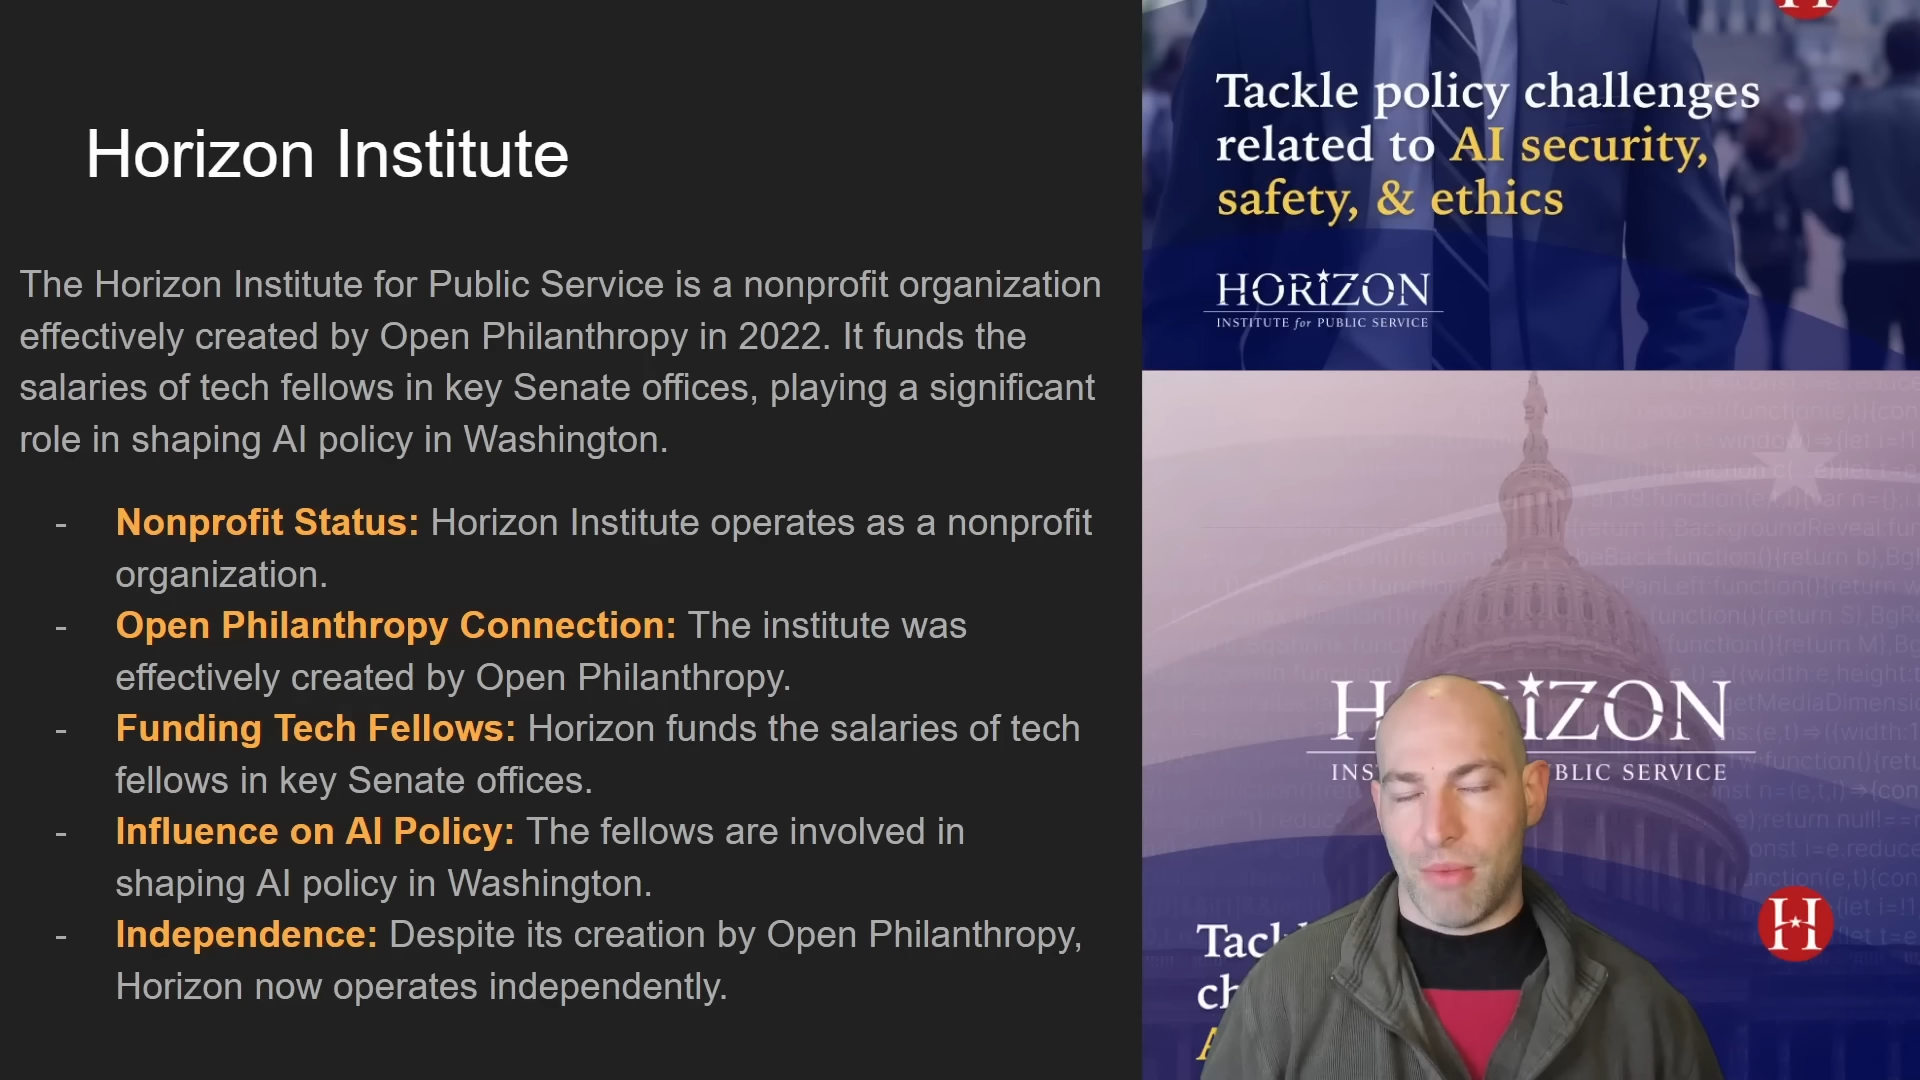 Horizon Institute
The Horizon Institute for Public Service is a nonprofit organization
effectively created by Open Philanthropy in 2022. It funds the
salaries of tech fellows in key Senate offices, playing a significant
role in shaping AI policy in Washington.
- Nonprofit Status: Horizon Institute operates as a nonprofit
organization.
- Open Philanthropy Connection: The institute was
effectively created by Open Philanthropy.
- Funding Tech Fellows: Horizon funds the salaries of tech
fellows in key Senate offices.
- Influence on AI Policy: The fellows are involved in
shaping AI policy in Washington.
- Independence: Despite its creation by Open Philanthropy,
Horizon now operates independently.
Tackle policy challenges
related to AI security,
safety, & ethics
HORIZON
INSTITUTE for PUBLIC SERVICE
H IZON
INS BLIC SERVICE
H
Tack
ch
A